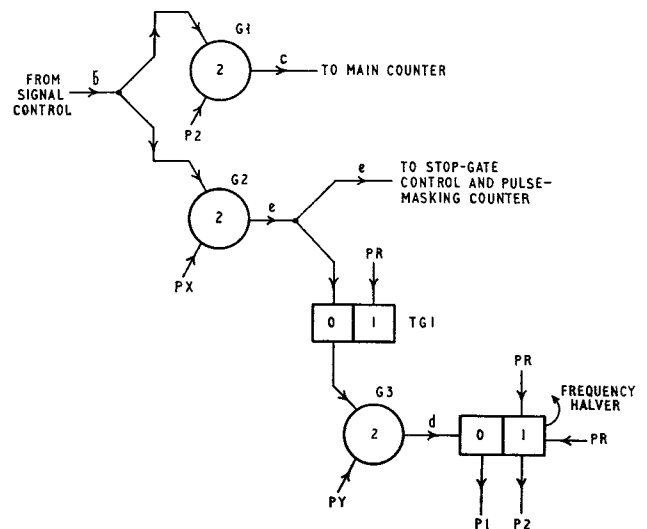 G1
2
c
TO MAIN COUNTER
b
FROM
SIGNAL
CONTROL
P2
G2
2
e
e
TO STOP-GATE
CONTROL AND PULSE-
MASKING COUNTER
PX
PR
0 1
TG1
PR
G3
2
d
0 1
FREQUENCY
HALVER
PR
PY
P1
P2